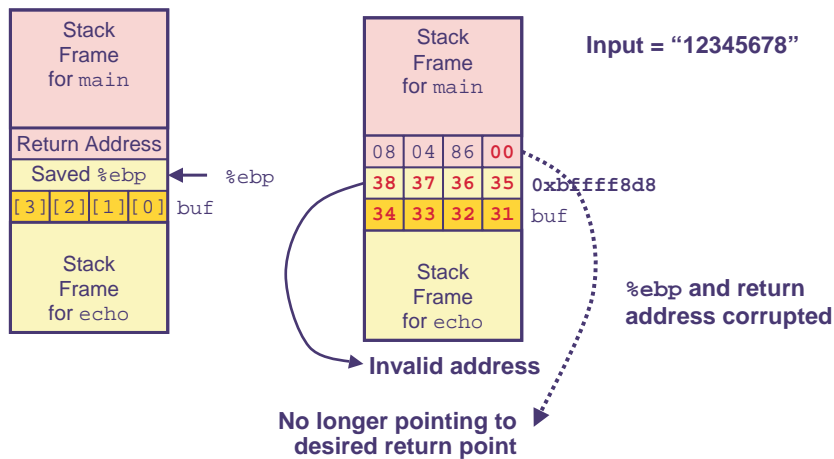 Stack
Frame
for main
Return Address
Saved %ebp
%ebp
[3] [2] [1] [0] buf
Stack
Frame
for echo
Stack
Frame
for main
08 04 86 00
38 37 36 35 0xbffff8d8
34 33 32 31 buf
Stack
Frame
for echo
Input = “12345678”
%ebp and return
address corrupted
Invalid address
No longer pointing to
desired return point